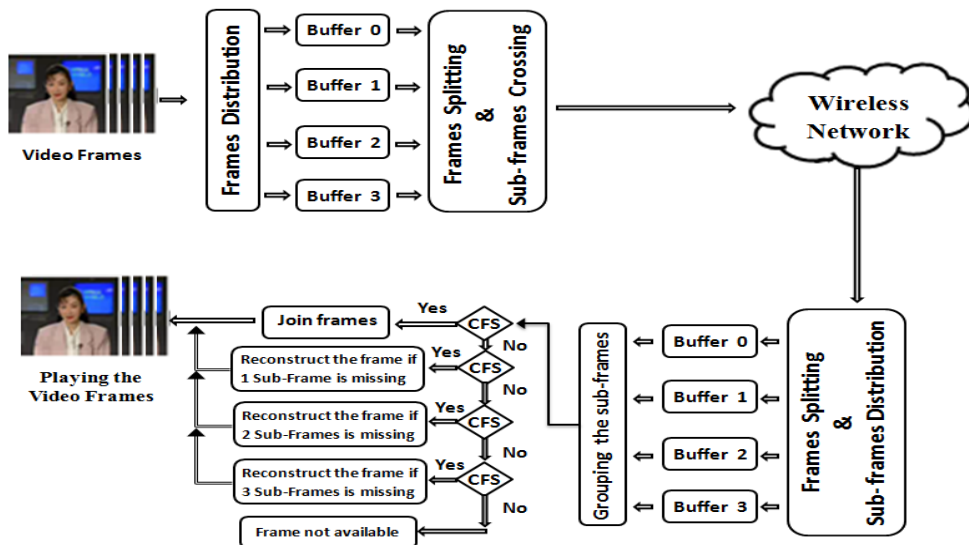 Video Frames
Frames Distribution
Buffer 0
Buffer 1
Buffer 2
Buffer 3
Frames Splitting
&
Sub-frames Crossing
Wireless
Network
Frames Splitting
&
Sub-frames Distribution
Buffer 0
Buffer 1
Buffer 2
Buffer 3
Grouping the sub-frames
CFS
Yes
No
Join frames
CFS
Yes
No
Reconstruct the frame if
1 Sub-Frame is missing
CFS
Yes
No
Reconstruct the frame if
2 Sub-Frames is missing
CFS
Yes
No
Reconstruct the frame if
3 Sub-Frames is missing
Frame not available
Playing the
Video Frames